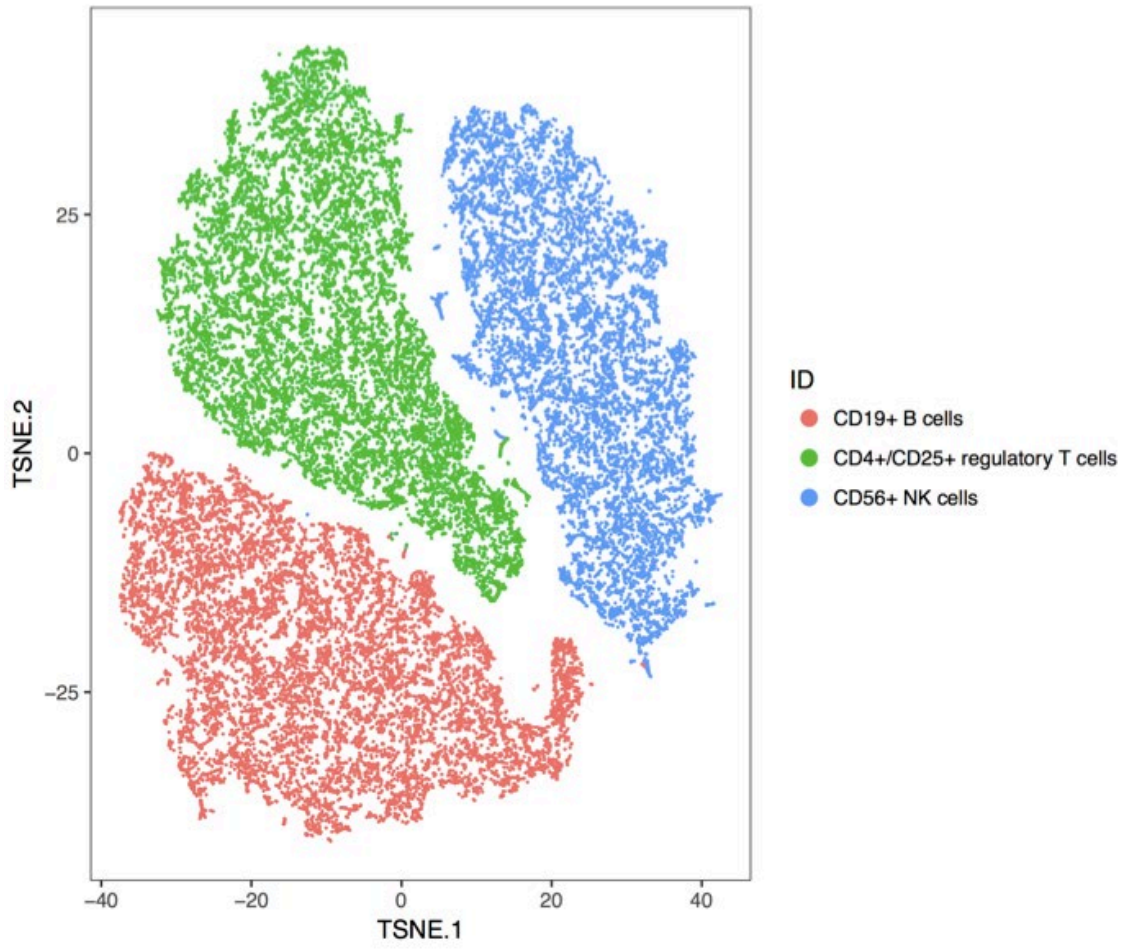 TSNE.2
25
0
−25
−40
−20
0
20
40
TSNE.1
ID
CD19+ B cells
CD4+/CD25+ regulatory T cells
CD56+ NK cells